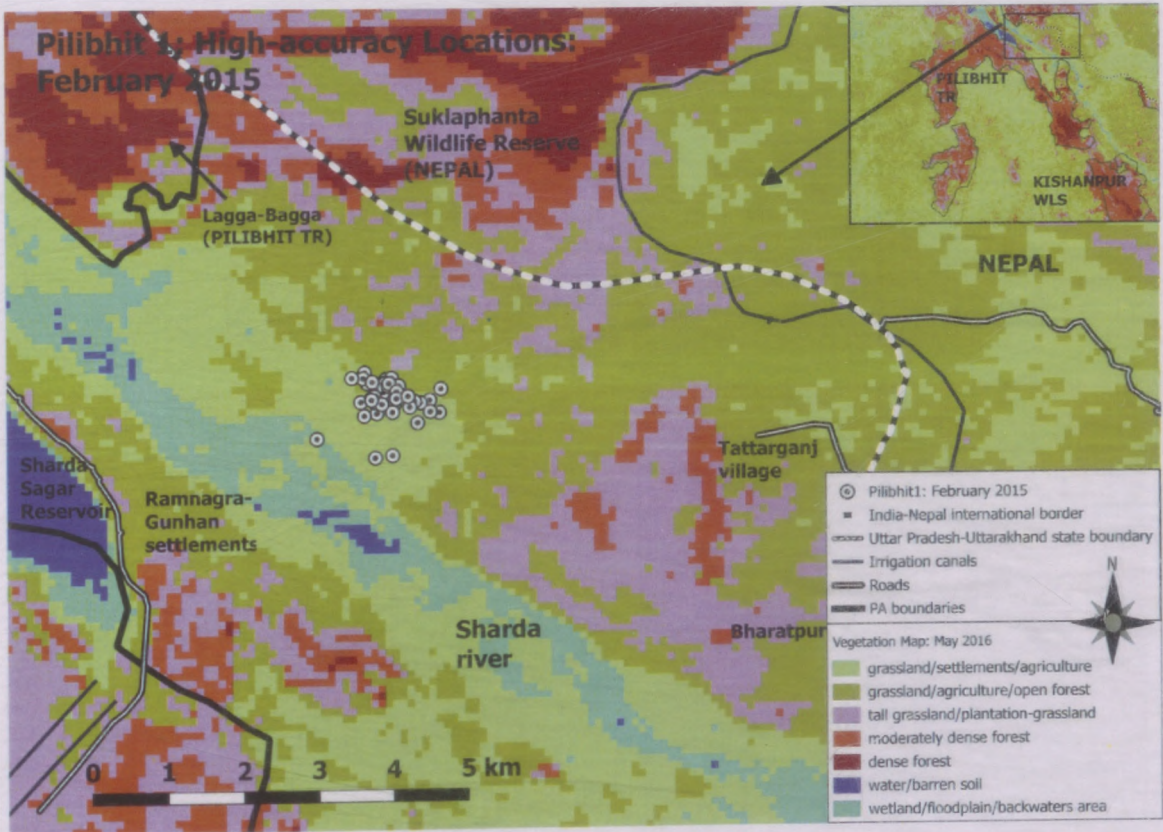 Pilibhit 1: High-accuracy Locations:
February 2015
Suklaphanta
Wildlife Reserve
(NEPAL)
Lagga-Bagga
(PILIBHIT TR)
PILIBHIT
TR
KISHANPUR
WLS
NEPAL
Sharda
Sagar
Reservoir
Ramnagra-
Gunhan
settlements
Tattarganj
village
Sharda
river
Bharatpur
0 1 2 3 4 5 km
Pilibhit1: February 2015
India-Nepal international border
Uttar Pradesh-Uttarakhand state boundary
Irrigation canals
Roads
PA boundaries
N
Vegetation Map: May 2016
grassland/settlements/agriculture
grassland/agriculture/open forest
tall grassland/plantation-grassland
moderately dense forest
dense forest
water/barren soil
wetland/floodplain/backwaters area